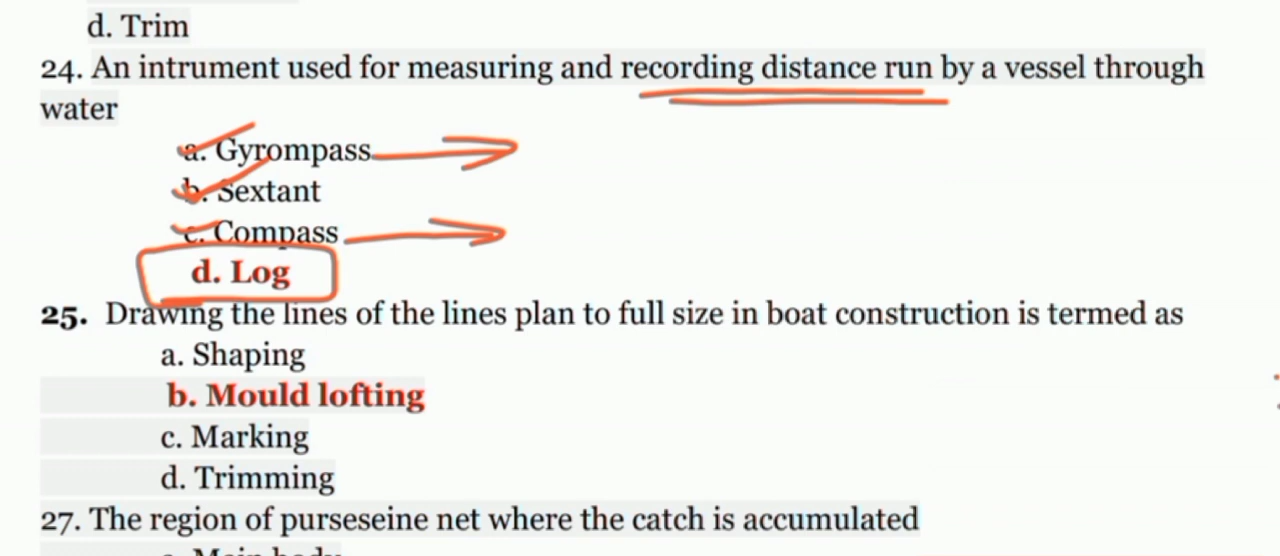 d. Trim
24. An intrument used for measuring and recording distance run by a vessel through
water
a. Gyrompass
b. Sextant
c. Compass
d. Log
25. Drawing the lines of the lines plan to full size in boat construction is termed as
a. Shaping
b. Mould lofting
c. Marking
d. Trimming
27. The region of purseseine net where the catch is accumulated
a. Main body